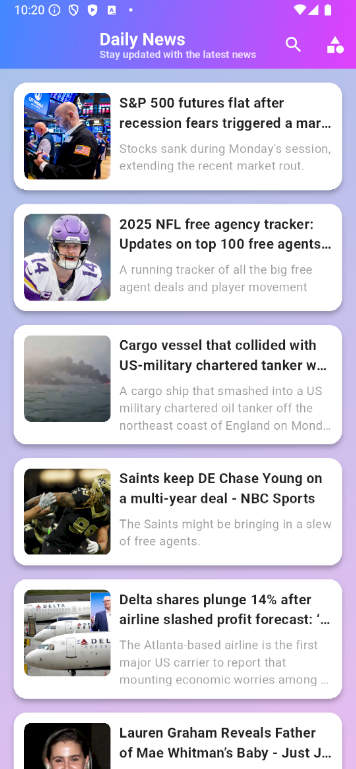 10:20
Daily News
Stay updated with the latest news
S&P 500 futures flat after
recession fears triggered a mar...
Stocks sank during Monday's session,
extending the recent market rout.
2025 NFL free agency tracker:
Updates on top 100 free agents...
A running tracker of all the big free
agent deals and player movement
14
14
Cargo vessel that collided with
US-military chartered tanker w...
A cargo ship that smashed into a US
military chartered oil tanker off the
northeast coast of England on Mond...
Saints keep DE Chase Young on
a multi-year deal - NBC Sports
The Saints might be bringing in a slew
of free agents.
Delta shares plunge 14% after
airline slashed profit forecast: ‘...
The Atlanta-based airline is the first
major US carrier to report that
mounting economic worries among ...
DELTA
Lauren Graham Reveals Father
of Mae Whitman’s Baby - Just J...